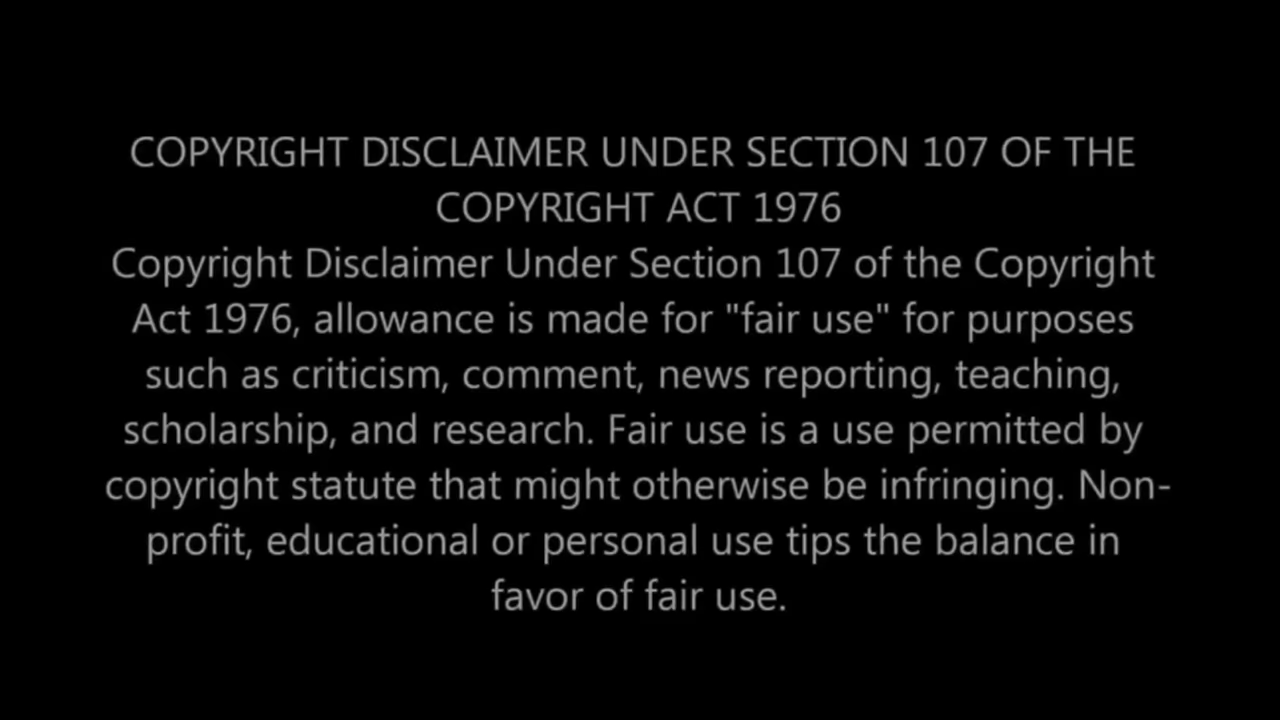 COPYRIGHT DISCLAIMER UNDER SECTION 107 OF THE
COPYRIGHT ACT 1976
Copyright Disclaimer Under Section 107 of the Copyright
Act 1976, allowance is made for "fair use" for purposes
such as criticism, comment, news reporting, teaching,
scholarship, and research. Fair use is a use permitted by
copyright statute that might otherwise be infringing. Non-
profit, educational or personal use tips the balance in
favor of fair use.